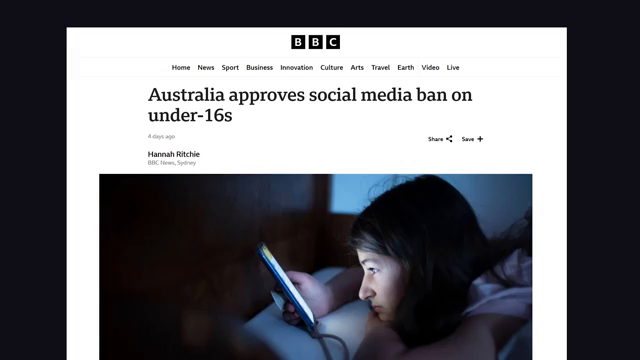 BBC
Home News Sport Business Innovation Culture Arts Travel Earth Video Live
Australia approves social media ban on
under-16s
4 days ago
Share Save
Hannah Ritchie
BBC News, Sydney